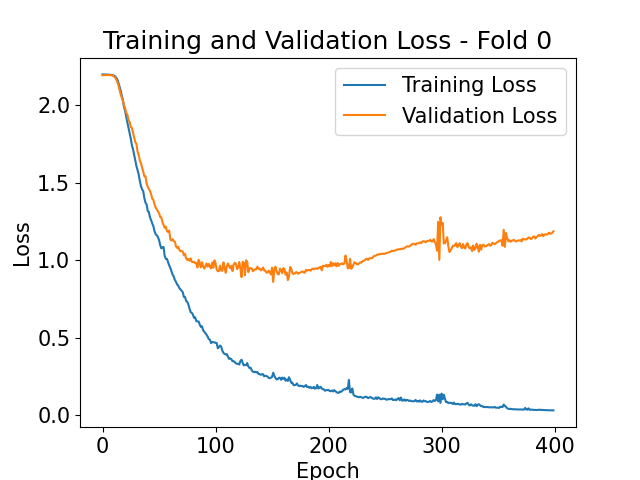 Training and Validation Loss - Fold 0
Training Loss
Validation Loss
Loss
2.0
1.5
1.0
0.5
0.0
0 100 200 300 400
Epoch